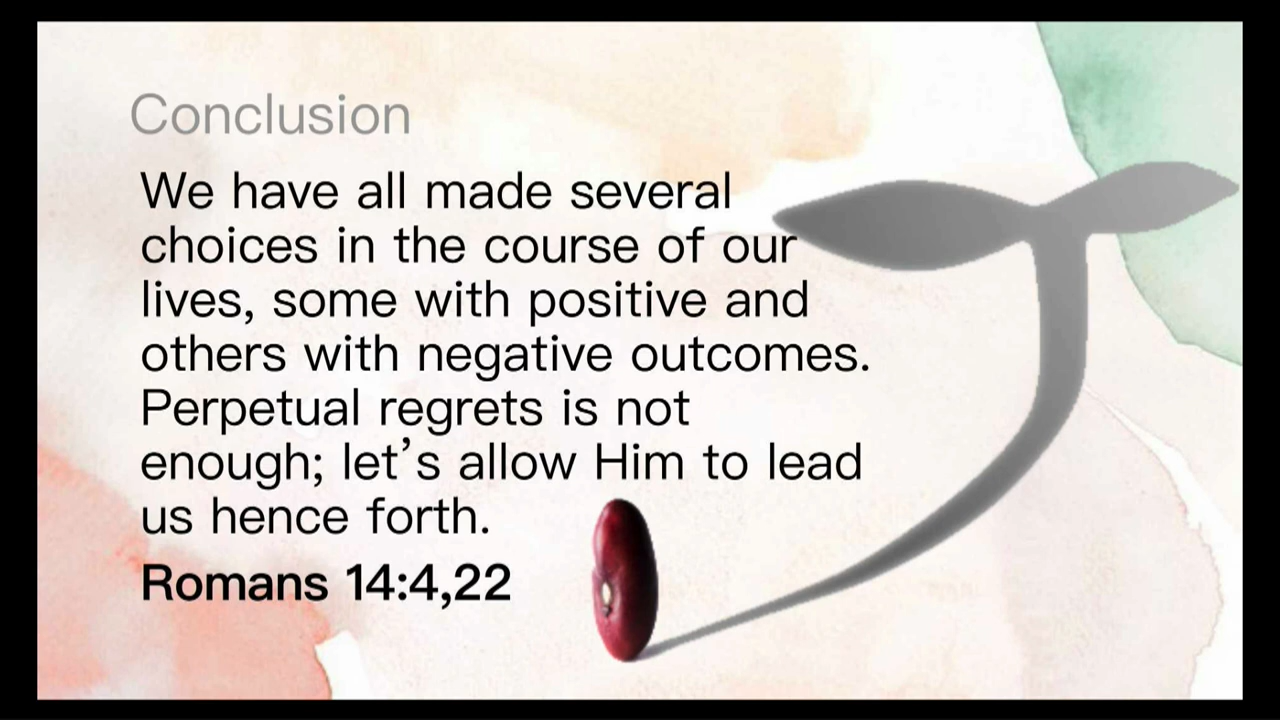 Conclusion
We have all made several
choices in the course of our
lives, some with positive and
others with negative outcomes.
Perpetual regrets is not
enough; let’s allow Him to lead
us hence forth.
Romans 14:4,22